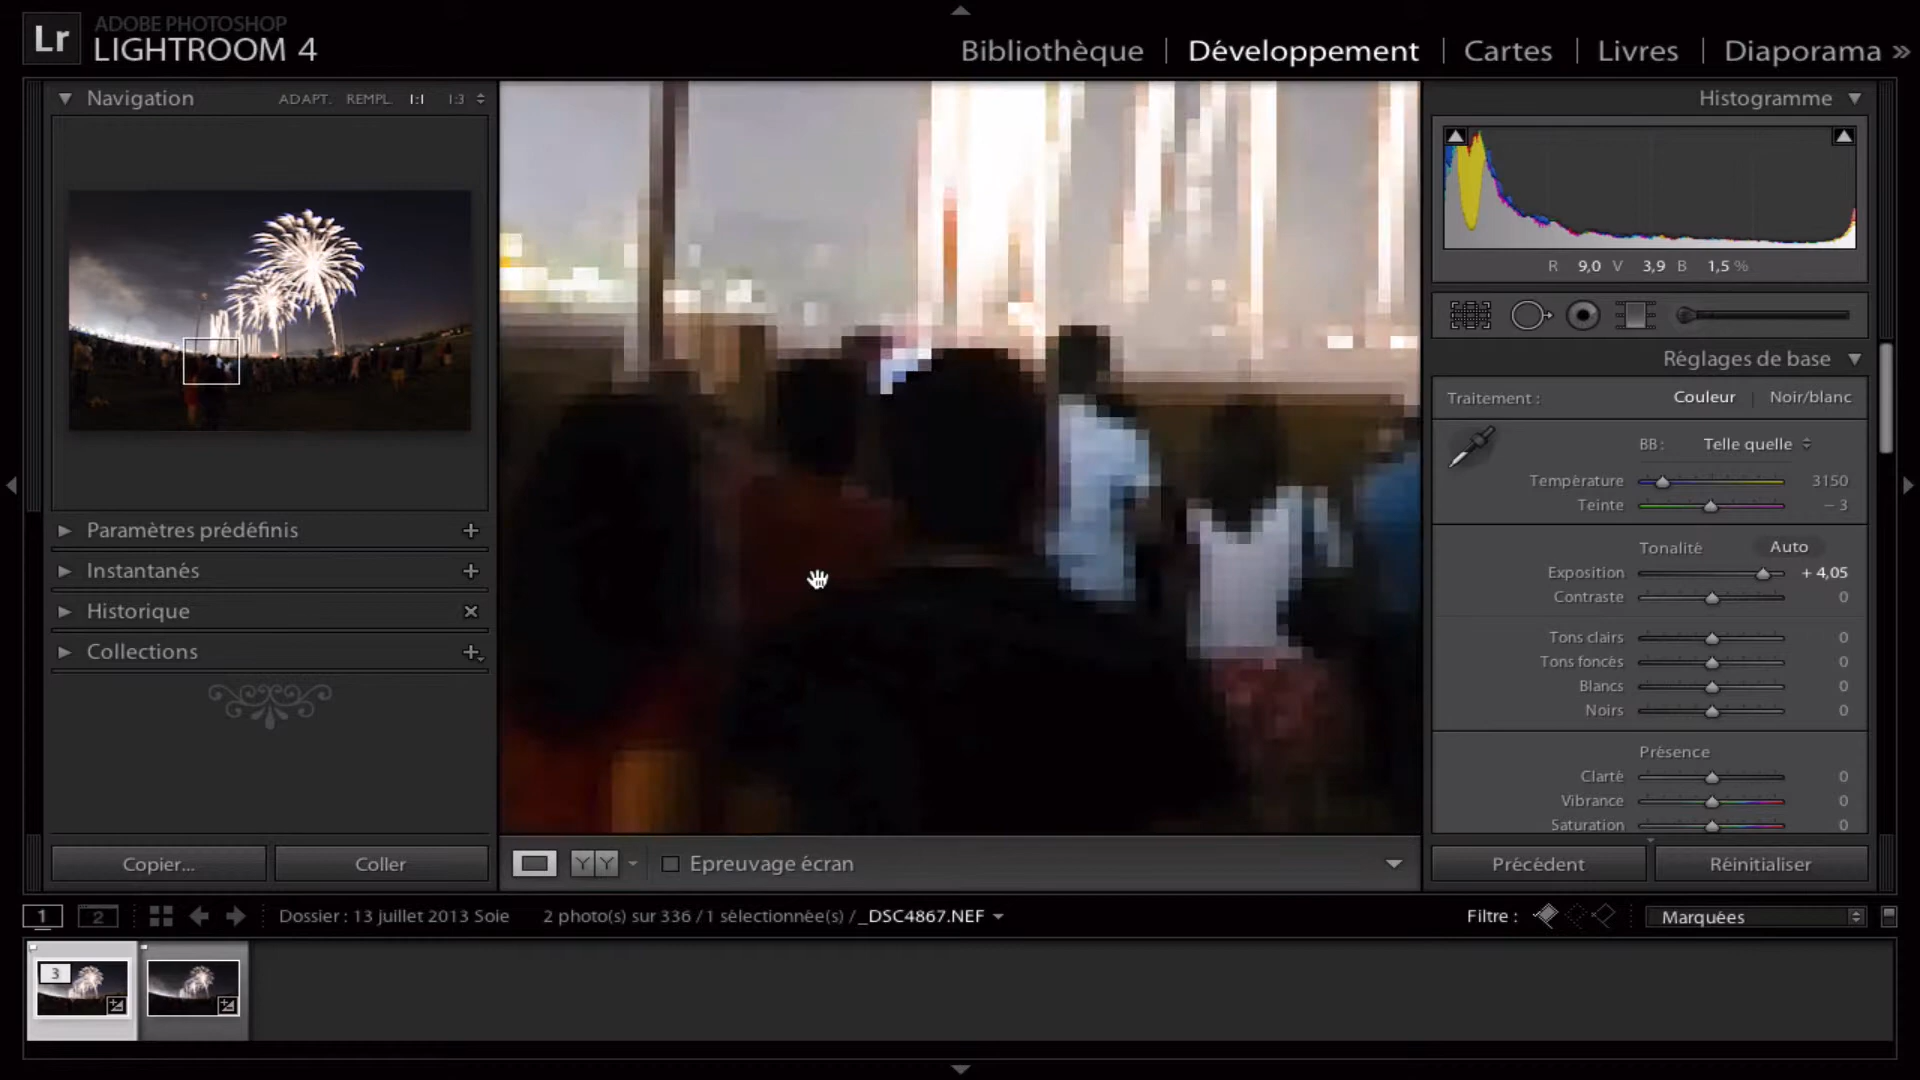 Lr
ADOBE PHOTOSHOP
LIGHTROOM 4
Bibliothèque | Développement | Cartes | Livres | Diaporama »
Navigation ADAPT. REMPL. 1:1 1:3
Histogramme
R 9,0 V 3,9 B 1,5 %
Réglages de base
Traitement : Couleur | Noir/blanc
BB : Telle quelle
Température 3150
Teinte – 3
Tonalité Auto
Exposition + 4,05
Contraste 0
Tons clairs 0
Tons foncés 0
Blancs 0
Noirs 0
Présence
Clarté 0
Vibrance 0
Saturation 0
Paramètres prédéfinis +
Instantanés +
Historique ×
Collections +
Copier... Coller
YY Epreuvage écran
Précédent Réinitialiser
1 2 Dossier : 13 juillet 2013 Soie 2 photo(s) sur 336 / 1 sélectionnée(s) / _DSC4867.NEF
Filtre : Marquées
3